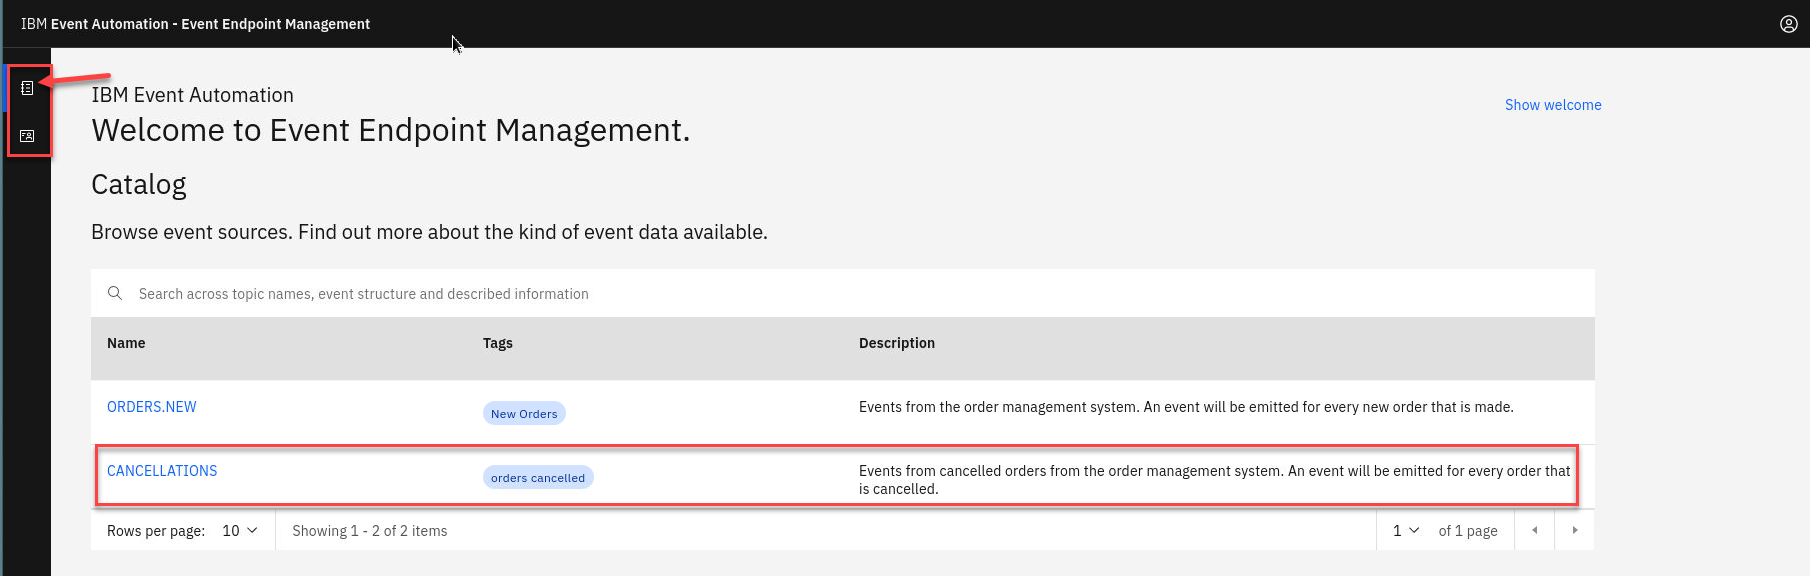 IBM Event Automation - Event Endpoint Management
IBM Event Automation
Show welcome
Welcome to Event Endpoint Management.
Catalog
Browse event sources. Find out more about the kind of event data available.
Search across topic names, event structure and described information
Name Tags Description
ORDERS.NEW New Orders Events from the order management system. An event will be emitted for every new order that is made.
CANCELLATIONS orders cancelled Events from cancelled orders from the order management system. An event will be emitted for every order that
is cancelled.
Rows per page: 10 Showing 1 - 2 of 2 items 1 of 1 page